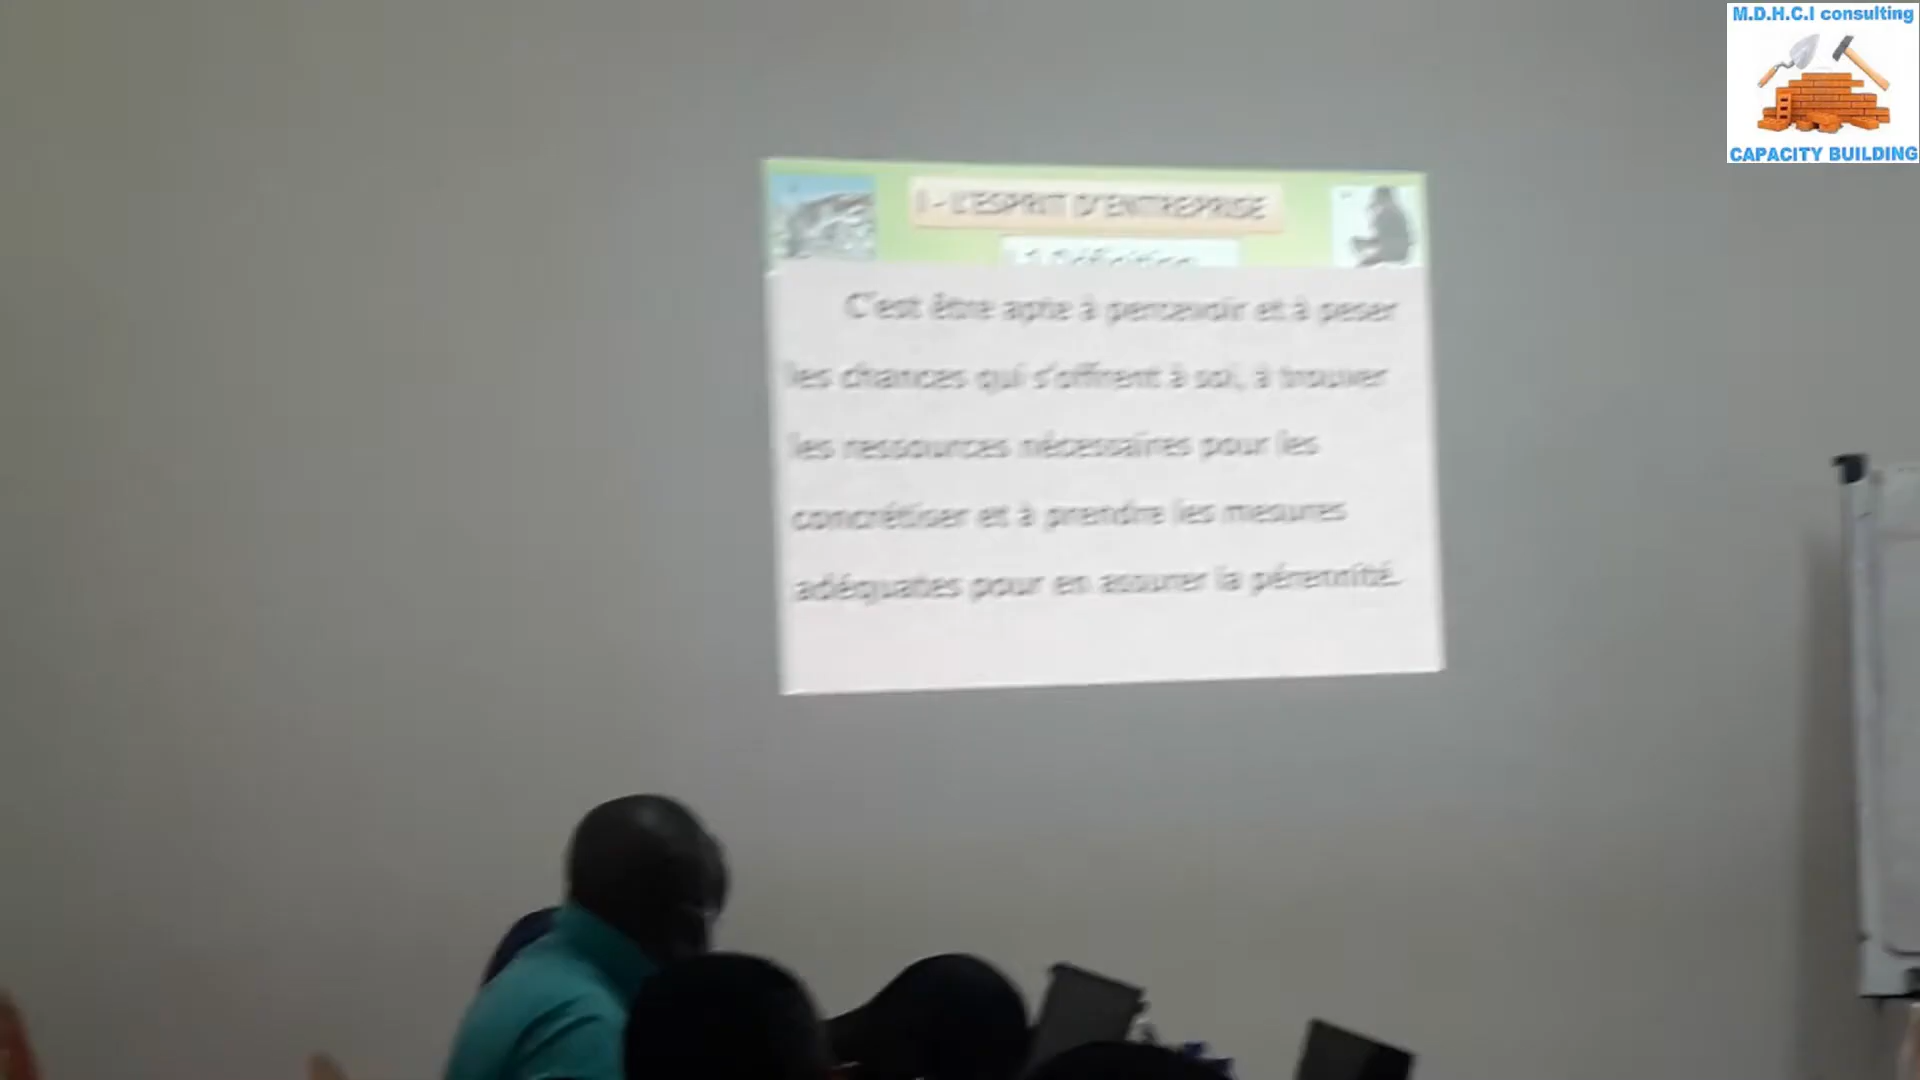 M.D.H.C.I consulting
CAPACITY BUILDING
I - L'ESPRIT D'ENTREPRISE
Définition
C'est être apte à percevoir et à peser
les chances qui s'offrent à soi, à trouver
les ressources nécessaires pour les
concrétiser et à prendre les mesures
adéquates pour en assurer la pérennité.